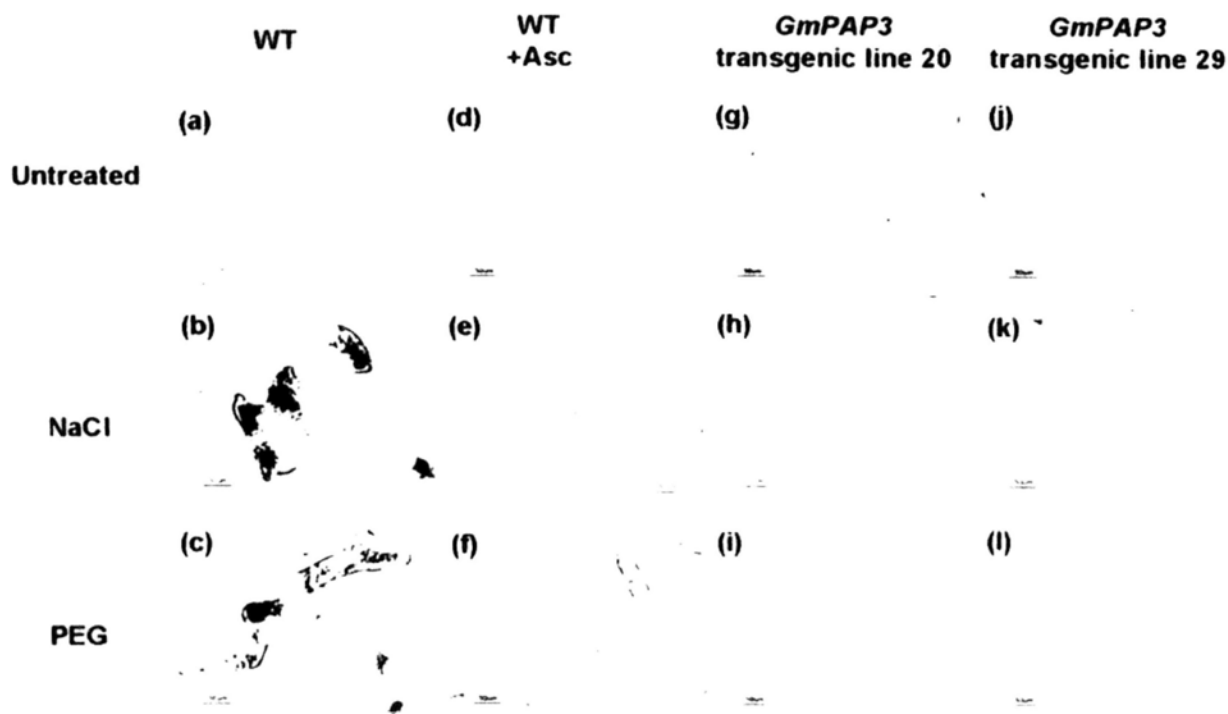 WT
WT
+Asc
GmPAP3
transgenic line 20
GmPAP3
transgenic line 29
Untreated
(a)
(d)
(g)
(j)
NaCl
(b)
(e)
(h)
(k)
PEG
(c)
(f)
(i)
(l)